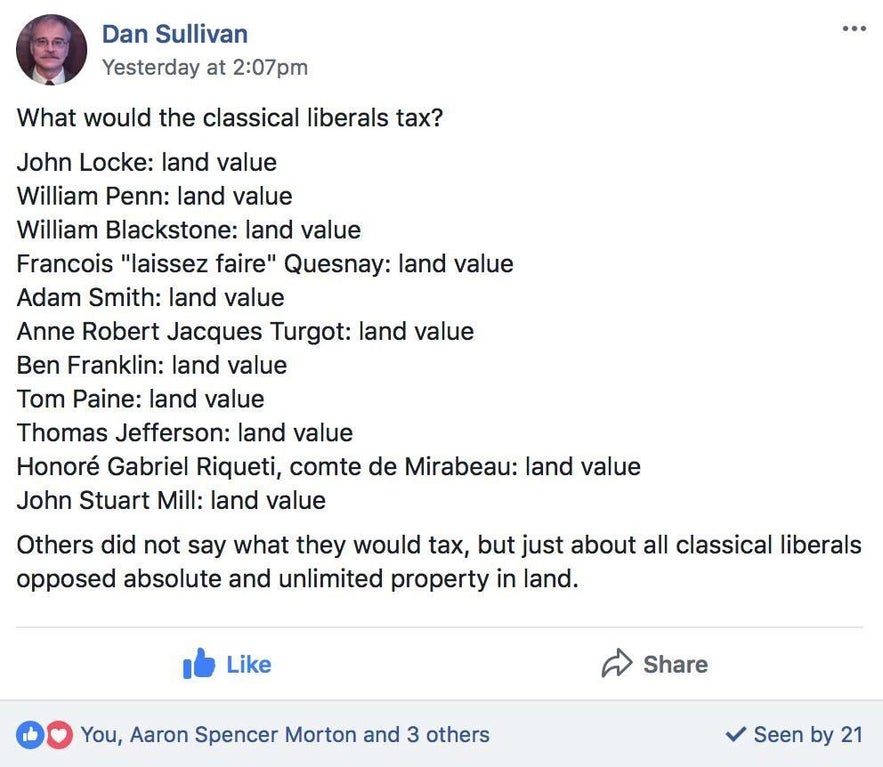 Dan Sullivan
Yesterday at 2:07pm
What would the classical liberals tax?
John Locke: land value
William Penn: land value
William Blackstone: land value
Francois "laissez faire" Quesnay: land value
Adam Smith: land value
Anne Robert Jacques Turgot: land value
Ben Franklin: land value
Tom Paine: land value
Thomas Jefferson: land value
Honoré Gabriel Riqueti, comte de Mirabeau: land value
John Stuart Mill: land value
Others did not say what they would tax, but just about all classical liberals
opposed absolute and unlimited property in land.
Like
Share
You, Aaron Spencer Morton and 3 others
Seen by 21